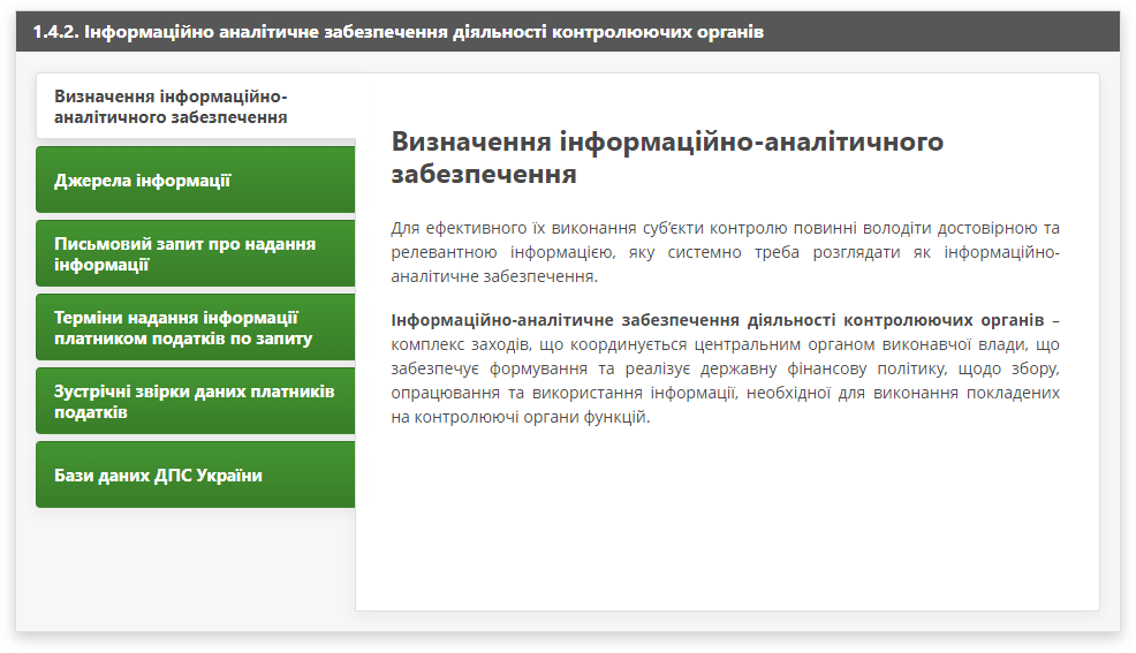 1.4.2. Інформаційно аналітичне забезпечення діяльності контролюючих органів
Визначення інформаційно-
аналітичного забезпечення
Джерела інформації
Письмовий запит про надання
інформації
Терміни надання інформації
платником податків по запиту
Зустрічні звірки даних платників
податків
Бази даних ДПС України
Визначення інформаційно-аналітичного
забезпечення
Для ефективного їх виконання суб’єкти контролю повинні володіти достовірною та
релевантною інформацією, яку системно треба розглядати як інформаційно-
аналітичне забезпечення.
Інформаційно-аналітичне забезпечення діяльності контролюючих органів –
комплекс заходів, що координується центральним органом виконавчої влади, що
забезпечує формування та реалізує державну фінансову політику, щодо збору,
опрацювання та використання інформації, необхідної для виконання покладених
на контролюючі органи функцій.